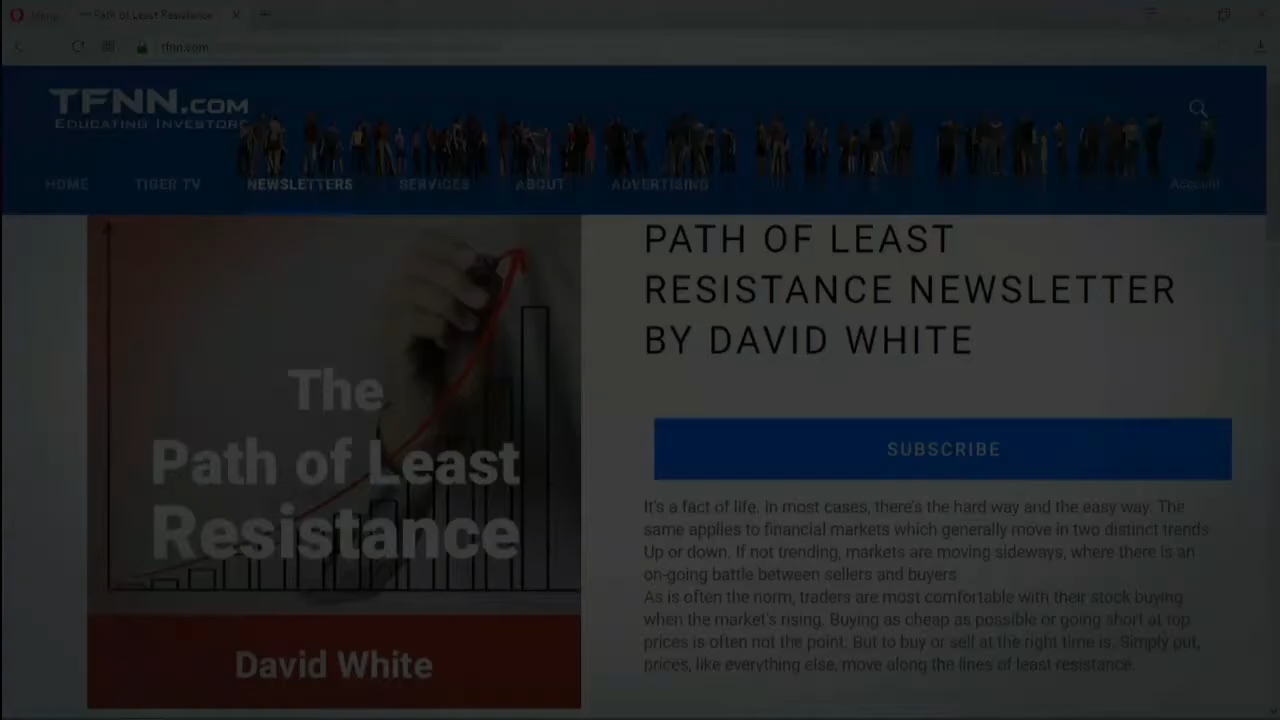 Menu
Path of Least Resistance
tfnn.com
TFNN.COM
EDUCATING INVESTORS
HOME TIGER TV NEWSLETTERS SERVICES ABOUT ADVERTISING Account
The
Path of Least
Resistance
David White
PATH OF LEAST
RESISTANCE NEWSLETTER
BY DAVID WHITE
SUBSCRIBE
It's a fact of life. In most cases, there's the hard way and the easy way. The
same applies to financial markets which generally move in two distinct trends
Up or down. If not trending, markets are moving sideways, where there is an
on-going battle between sellers and buyers
As is often the norm, traders are most comfortable with their stock buying
when the market's rising. Buying as cheap as possible or going short at top
prices is often not the point. But to buy or sell at the right time is. Simply put,
prices, like everything else, move along the lines of least resistance.